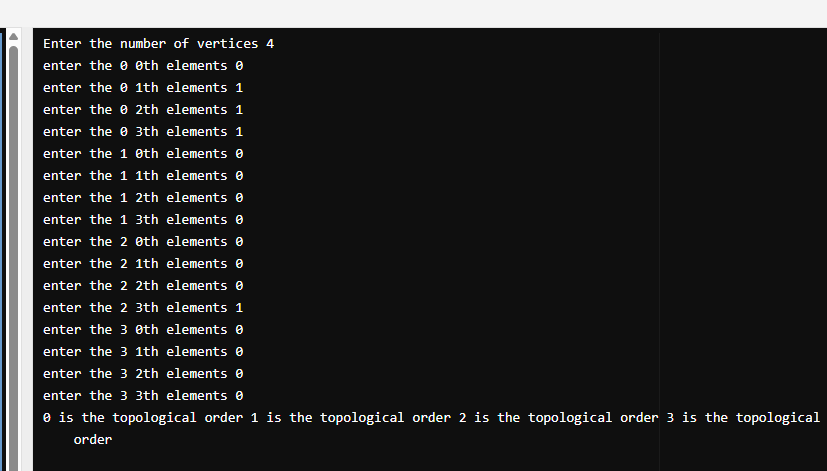 Enter the number of vertices 4
enter the 0 0th elements 0
enter the 0 1th elements 1
enter the 0 2th elements 1
enter the 0 3th elements 1
enter the 1 0th elements 0
enter the 1 1th elements 0
enter the 1 2th elements 0
enter the 1 3th elements 0
enter the 2 0th elements 0
enter the 2 1th elements 0
enter the 2 2th elements 0
enter the 2 3th elements 1
enter the 3 0th elements 0
enter the 3 1th elements 0
enter the 3 2th elements 0
enter the 3 3th elements 0
0 is the topological order 1 is the topological order 2 is the topological order 3 is the topological
order